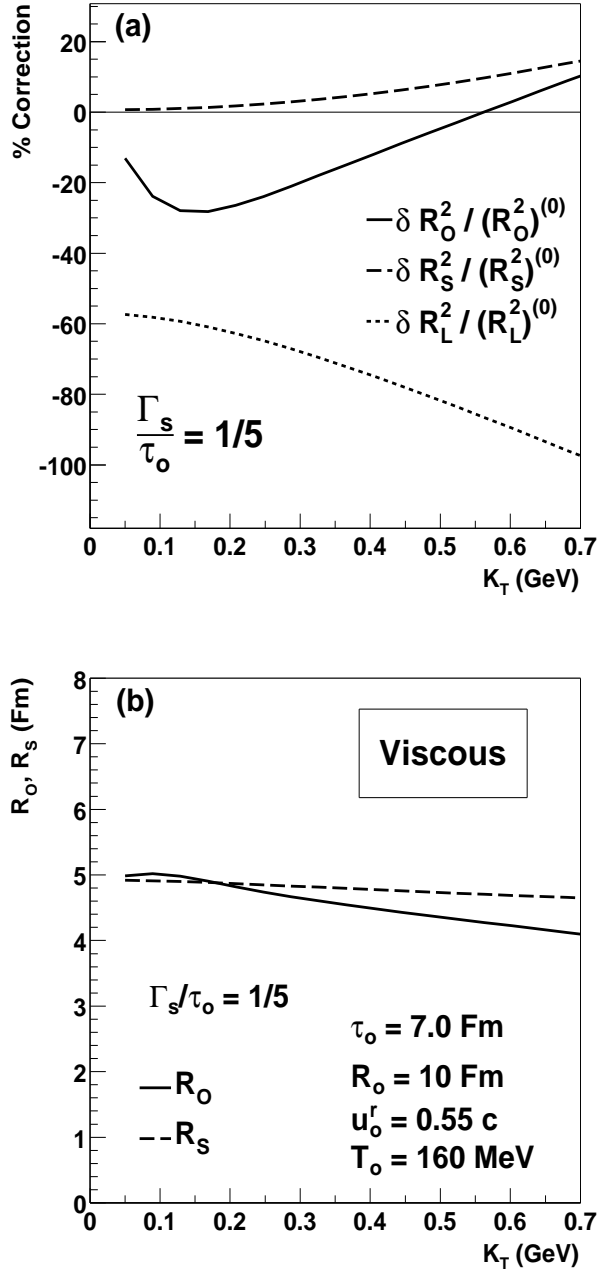 (a)
% Correction
20
0
-20
-40
-60
-80
-100
δ R_O^2 / (R_O^2)^(0)
δ R_S^2 / (R_S^2)^(0)
δ R_L^2 / (R_L^2)^(0)
Γ_s/τ_o = 1/5
0 0.1 0.2 0.3 0.4 0.5 0.6 0.7
K_T (GeV)
(b)
R_O, R_S (Fm)
8
7
6
5
4
3
2
1
0
Viscous
Γ_s/τ_o = 1/5
R_O
R_S
τ_o = 7.0 Fm
R_o = 10 Fm
u_o^r = 0.55 c
T_o = 160 MeV
0 0.1 0.2 0.3 0.4 0.5 0.6 0.7
K_T (GeV)